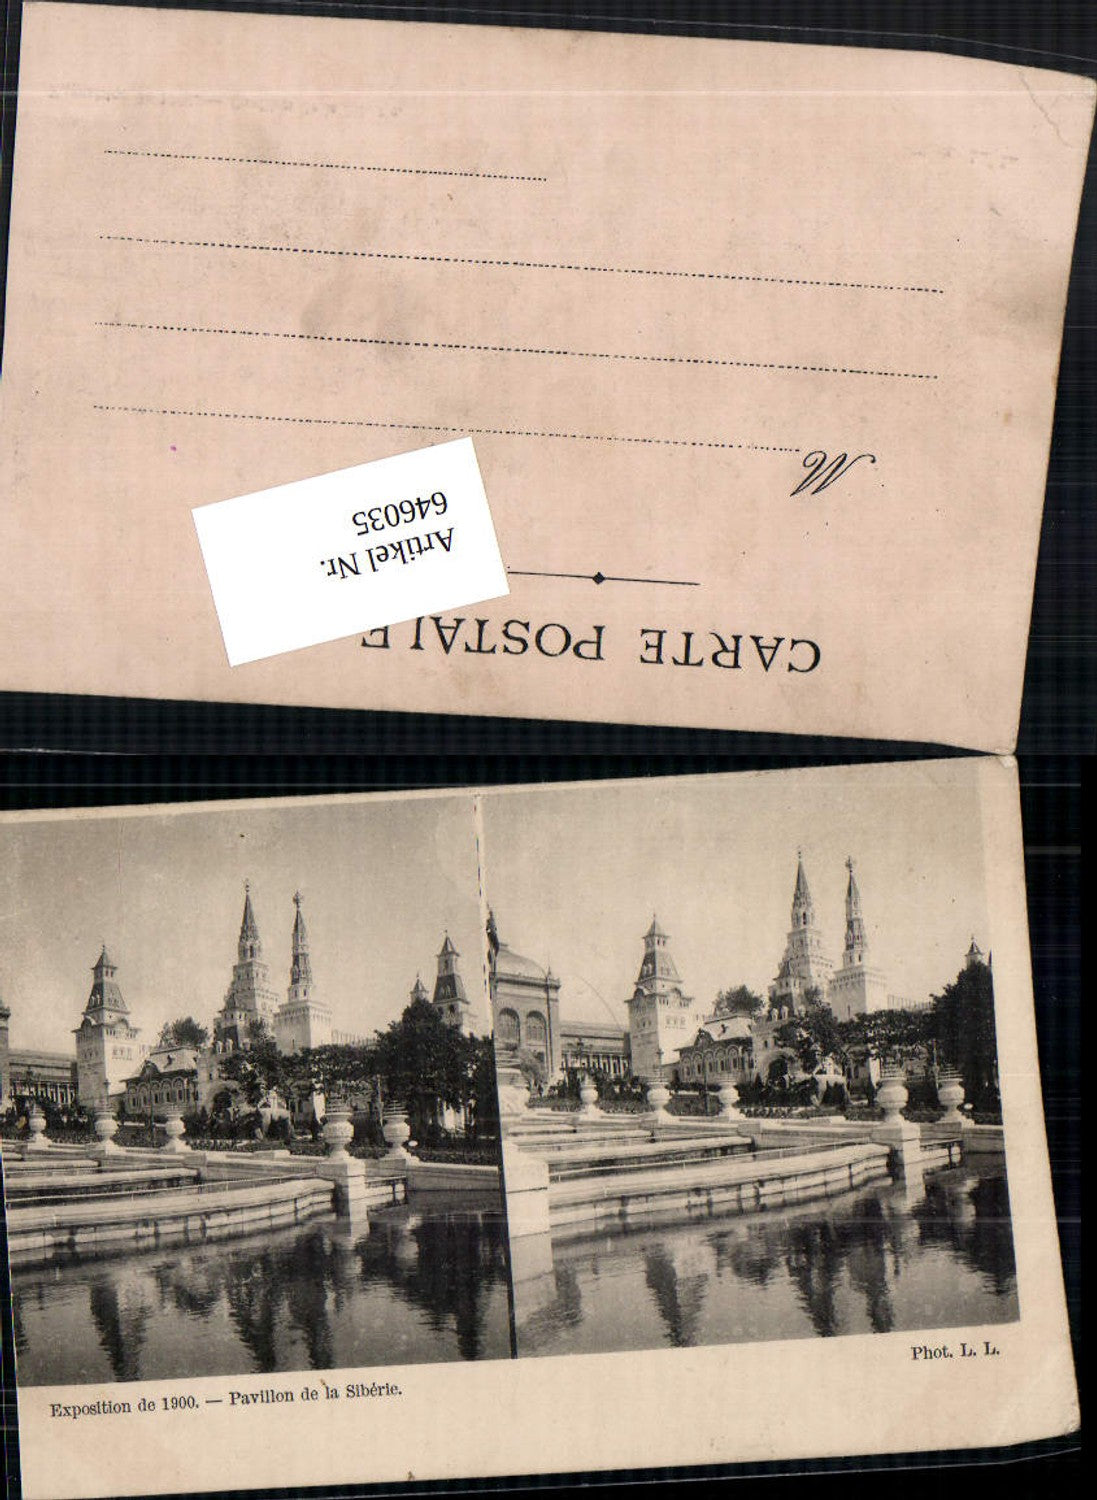 CARTE POSTALE
Artikel Nr.
646035
M
Exposition de 1900. — Pavillon de la Sibérie.
Phot. L. L.